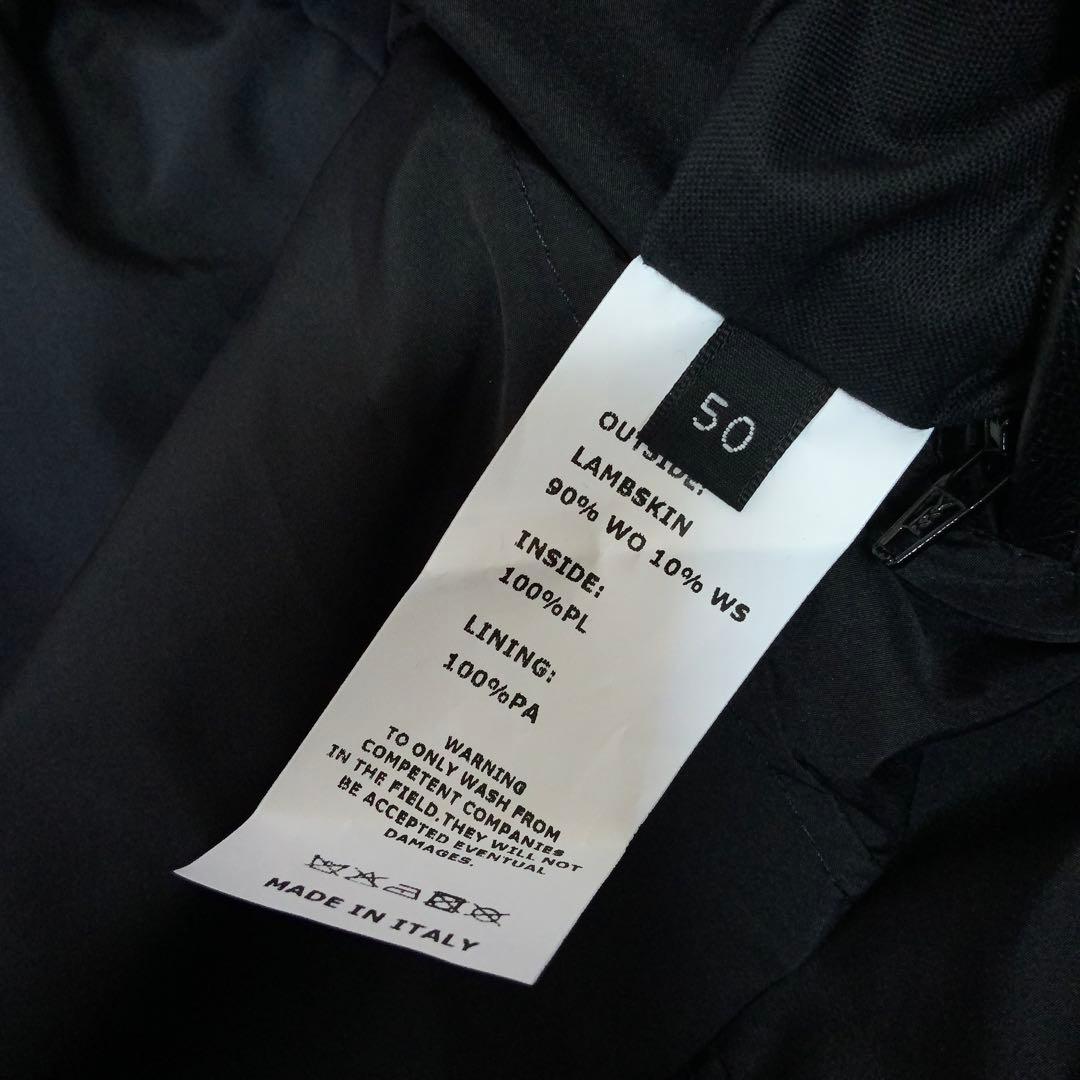 50
OUTSIDE:
LAMBSKIN
90% WO 10% WS
INSIDE:
100%PL
LINING:
100%PA
WARNING
TO ONLY WASH FROM
COMPETENT COMPANIES
IN THE FIELD.THEY WILL NOT
BE ACCEPTED EVENTUAL
DAMAGES.
MADE IN ITALY